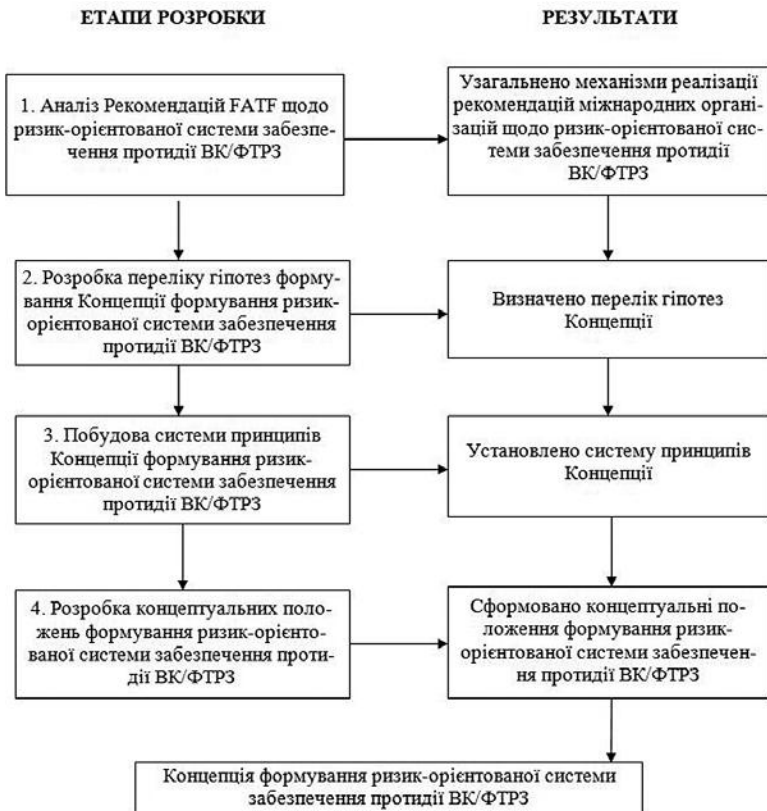 ЕТАПИ РОЗРОБКИ
РЕЗУЛЬТАТИ
1. Аналіз Рекомендацій FATF щодо
ризик-орієнтованої системи забезпе-
чення протидії ВК/ФТРЗ
Узагальнено механізми реалізації
рекомендацій міжнародних органі-
зацій щодо ризик-орієнтованої сис-
теми забезпечення протидії
ВК/ФТРЗ
2. Розробка переліку гіпотез форму-
вання Концепції формування ризик-
орієнтованої системи забезпечення
протидії ВК/ФТРЗ
Визначено перелік гіпотез
Концепції
3. Побудова системи принципів
Концепції формування ризик-
орієнтованої системи забезпечення
протидії ВК/ФТРЗ
Установлено систему принципів
Концепції
4. Розробка концептуальних поло-
жень формування ризик-орієнто-
ваної системи забезпечення проти-
дії ВК/ФТРЗ
Сформовано концептуальні по-
ложення формування ризик-
орієнтованої системи забезпечен-
ня протидії ВК/ФТРЗ
Концепція формування ризик-орієнтованої системи
забезпечення протидії ВК/ФТРЗ